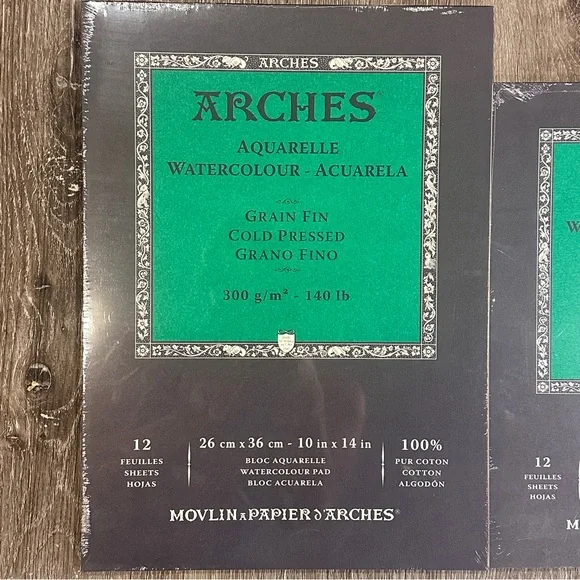 ARCHES
ARCHES
AQUARELLE
WATERCOLOUR - ACUARELA
GRAIN FIN
COLD PRESSED
GRANO FINO
300 g/m² - 140 lb
12
FEUILLES
SHEETS
HOJAS
26 cm x 36 cm - 10 in x 14 in
BLOC AQUARELLE
WATERCOLOUR PAD
BLOC ACUARELA
100%
PUR COTON
COTTON
ALGODÓN
MOVLIN A PAPIER D'ARCHES®
W
12
FEUILLES
SHEETS
HOJAS
M